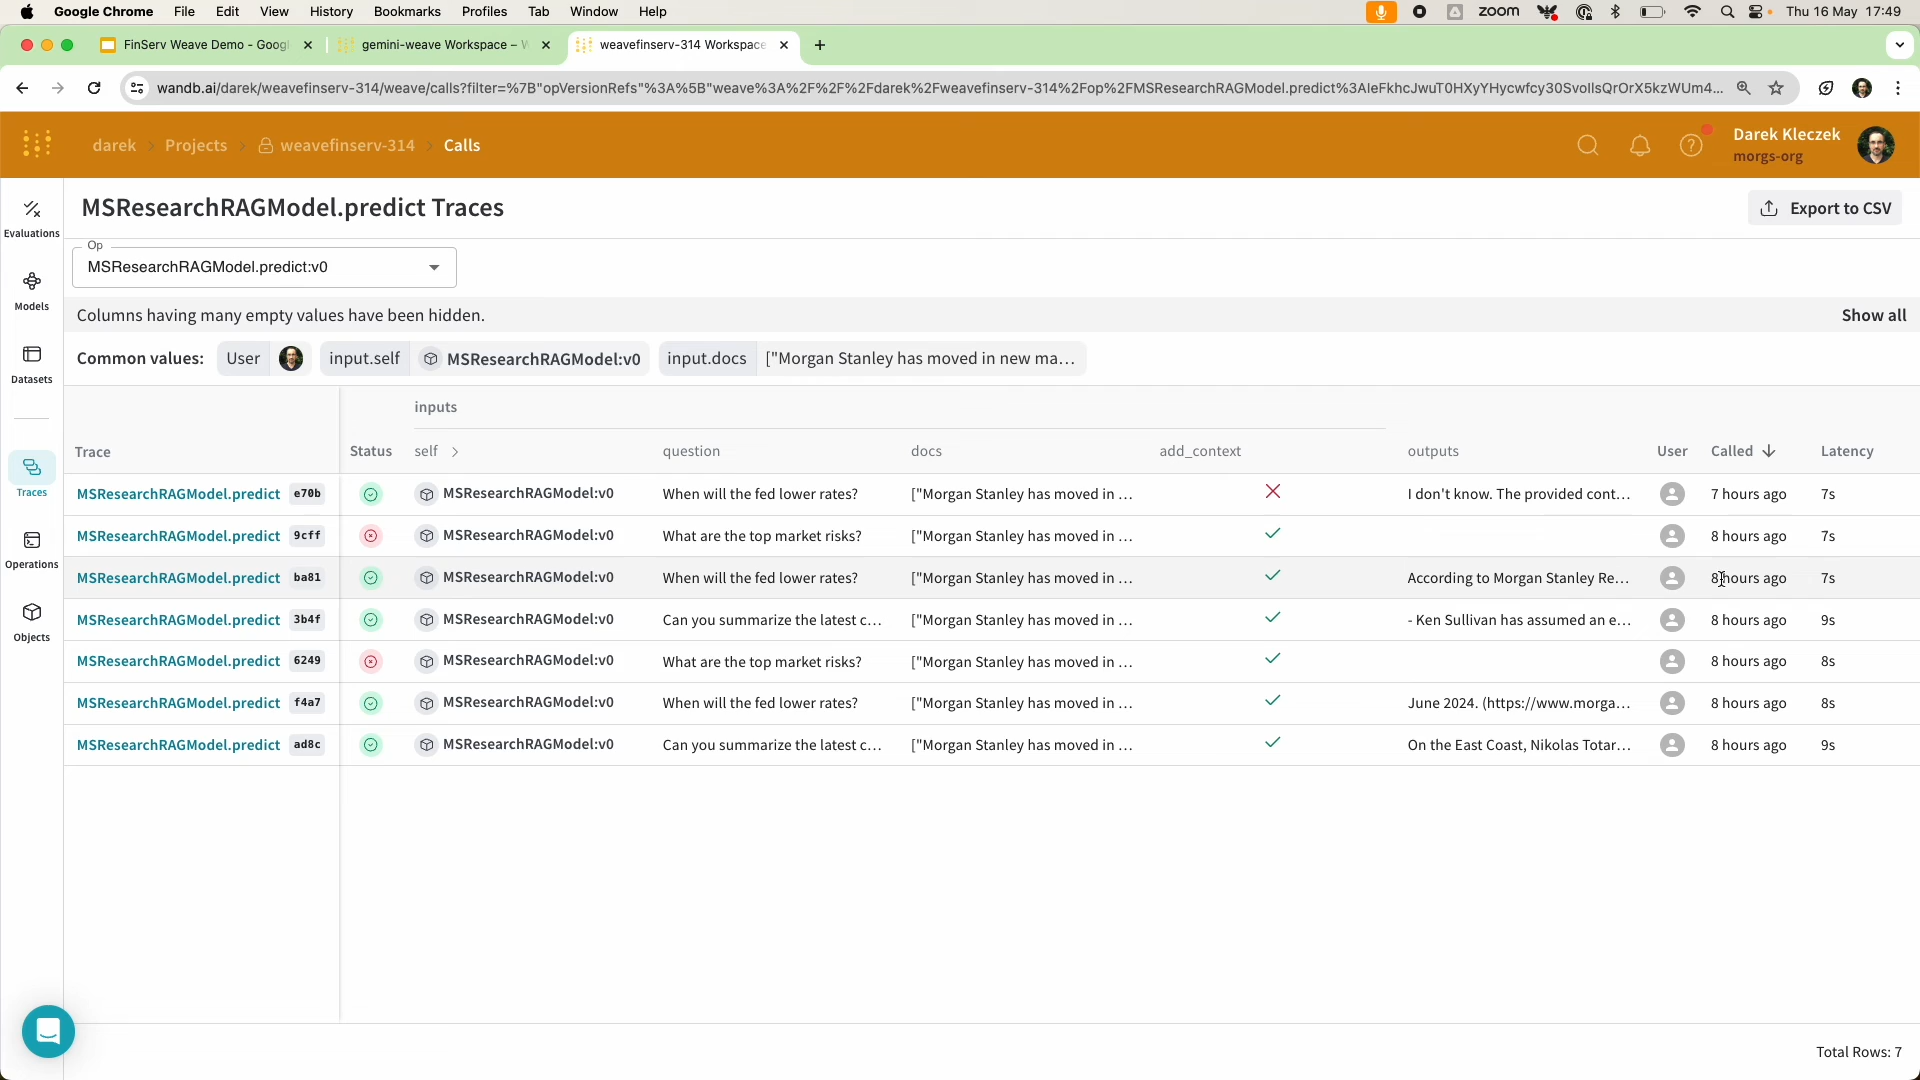 Google Chrome File Edit View History Bookmarks Profiles Tab Window Help zoom Thu 16 May 17:49
FinServ Weave Demo - Googl gemini-weave Workspace – W weavefinserv-314 Workspace
wandb.ai/darek/weavefinserv-314/weave/calls?filter=%7B"opVersionRefs"%3A%5B"weave%3A%2F%2F%2Fdarek%2Fweavefinserv-314%2Fop%2FMSResearchRAGModel.predict%3AIeFkhcJwuT0HXyYHycwfcy30SvolIsQrOrX5kzWUm4...
darek Projects weavefinserv-314 Calls
Darek Kleczek
morgs-org
MSResearchRAGModel.predict Traces
Export to CSV
Evaluations
Models
Datasets
Traces
Operations
Objects
Op
MSResearchRAGModel.predict:v0
Columns having many empty values have been hidden. Show all
Common values: User input.self MSResearchRAGModel:v0 input.docs ["Morgan Stanley has moved in new ma...
inputs
Trace Status self question docs add_context outputs User Called Latency
MSResearchRAGModel.predict e70b MSResearchRAGModel:v0 When will the fed lower rates? ["Morgan Stanley has moved in ... I don't know. The provided cont... 7 hours ago 7s
MSResearchRAGModel.predict 9cff MSResearchRAGModel:v0 What are the top market risks? ["Morgan Stanley has moved in ... 8 hours ago 7s
MSResearchRAGModel.predict ba81 MSResearchRAGModel:v0 When will the fed lower rates? ["Morgan Stanley has moved in ... According to Morgan Stanley Re... 8 hours ago 7s
MSResearchRAGModel.predict 3b4f MSResearchRAGModel:v0 Can you summarize the latest c... ["Morgan Stanley has moved in ... - Ken Sullivan has assumed an e... 8 hours ago 9s
MSResearchRAGModel.predict 6249 MSResearchRAGModel:v0 What are the top market risks? ["Morgan Stanley has moved in ... 8 hours ago 8s
MSResearchRAGModel.predict f4a7 MSResearchRAGModel:v0 When will the fed lower rates? ["Morgan Stanley has moved in ... June 2024. (https://www.morga... 8 hours ago 8s
MSResearchRAGModel.predict ad8c MSResearchRAGModel:v0 Can you summarize the latest c... ["Morgan Stanley has moved in ... On the East Coast, Nikolas Totar... 8 hours ago 9s
Total Rows: 7